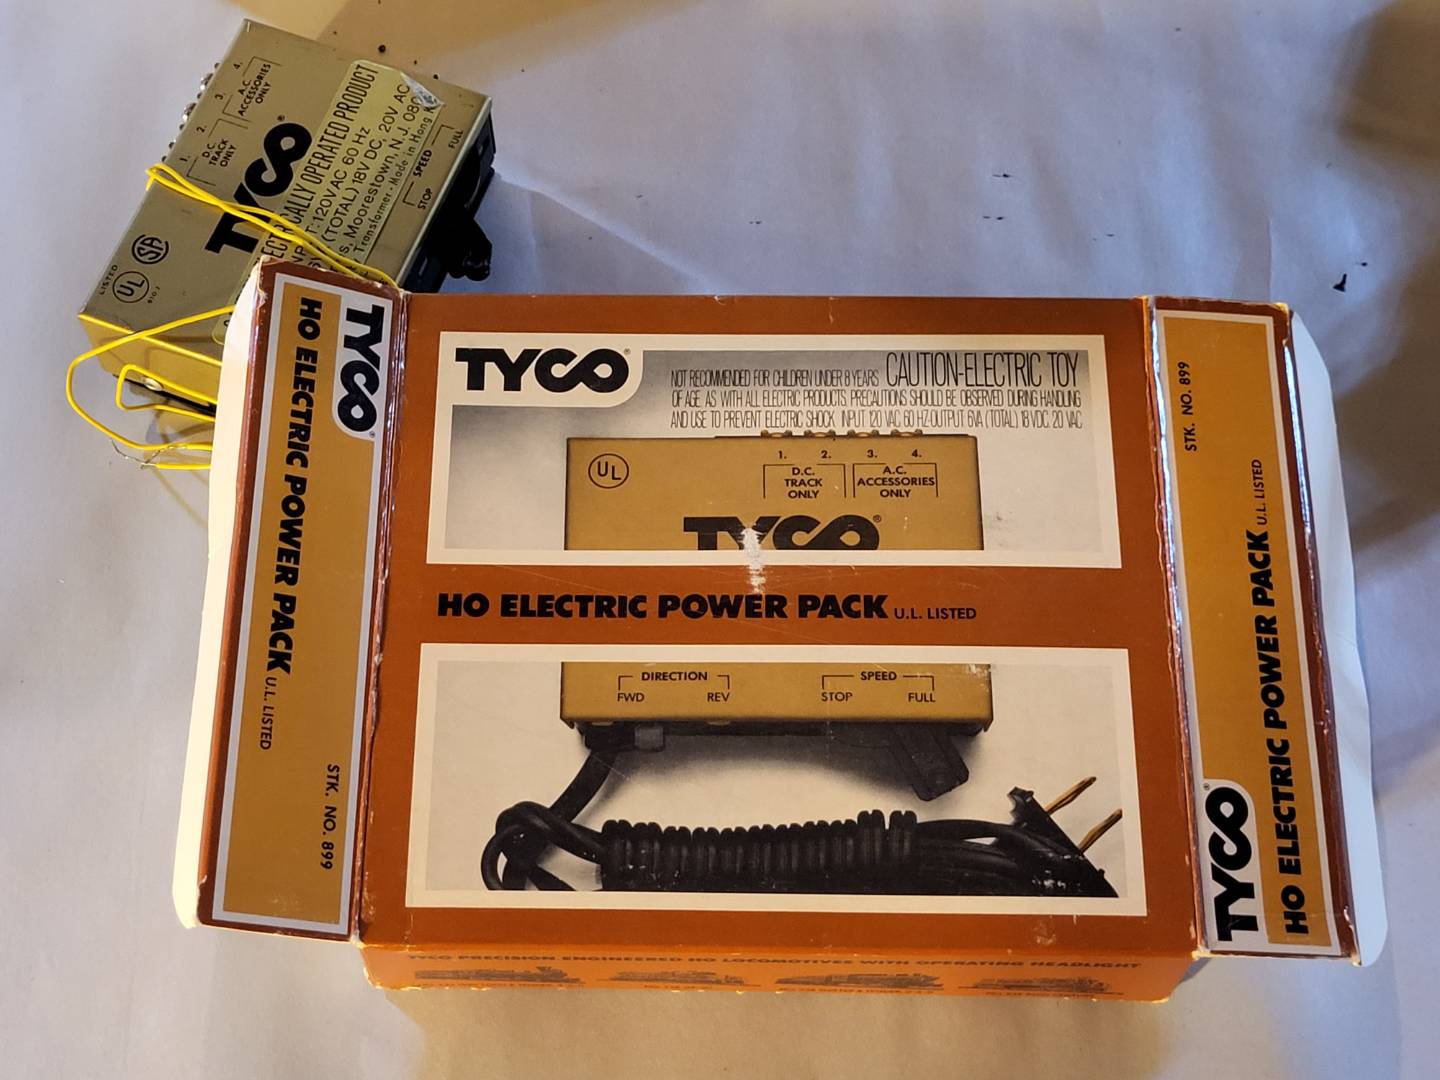 1. 2. 3. 4.
D.C.
TRACK
ONLY
A.C.
ACCESSORIES
ONLY
TYCO®
ELECTRICALLY OPERATED PRODUCT
INPUT:120VAC 60 Hz
(TOTAL) 18V DC, 20V AC
Moorestown, N.J.
Transformer - Made in Hong
STOP SPEED FULL
LISTED
UL
SA
TYCO®
HO ELECTRIC POWER PACK U.L. LISTED
STK. NO. 899
TYCO®
CAUTION-ELECTRIC TOY
NOT RECOMMENDED FOR CHILDREN UNDER 8 YEARS
OF AGE. AS WITH ALL ELECTRIC PRODUCTS, PRECAUTIONS SHOULD BE OBSERVED DURING HANDLING
AND USE TO PREVENT ELECTRIC SHOCK. INPUT 120 VAC 60 HZ-OUTPUT 6VA (TOTAL) 18 VDC. 20 VAC
UL
1. 2. 3. 4.
D.C.
TRACK
ONLY
A.C.
ACCESSORIES
ONLY
TYCO®
HO ELECTRIC POWER PACK U.L. LISTED
DIRECTION
FWD REV
SPEED
STOP FULL
TYCO PRECISION ENGINEERED HO LOCOMOTIVES WITH OPERATING HEADLIGHT
STK. NO. 899
TYCO®
HO ELECTRIC POWER PACK U.L. LISTED